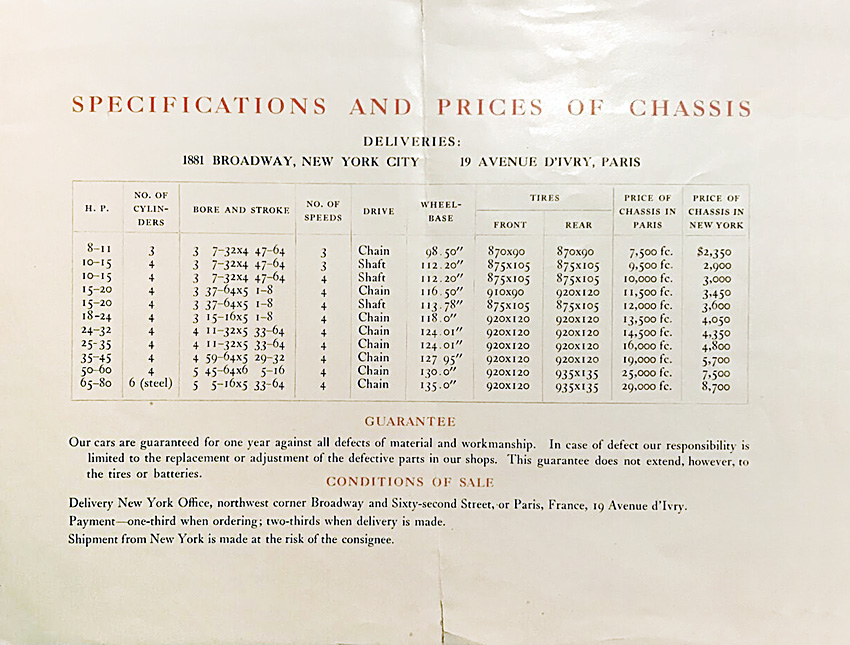 SPECIFICATIONS AND PRICES OF CHASSIS
DELIVERIES:
1881 BROADWAY, NEW YORK CITY 19 AVENUE D'IVRY, PARIS
H. P. NO. OF CYLIN-DERS BORE AND STROKE NO. OF SPEEDS DRIVE WHEEL-BASE TIRES FRONT REAR PRICE OF CHASSIS IN PARIS PRICE OF CHASSIS IN NEW YORK
8-11 3 3 7-32x4 47-64 3 Chain 98.50" 870x90 870x90 7,500 fc. $2,350
10-15 4 3 7-32x4 47-64 3 Shaft 112.20" 875x105 875x105 9,500 fc. 2,900
10-15 4 3 7-32x4 47-64 4 Shaft 112.20" 875x105 875x105 10,000 fc. 3,000
15-20 4 3 37-64x5 1-8 4 Chain 116.50" 910x90 920x120 11,500 fc. 3,450
15-20 4 3 37-64x5 1-8 4 Shaft 113.78" 875x105 875x105 12,000 fc. 3,600
18-24 4 3 15-16x5 1-8 4 Chain 118.0" 920x120 920x120 13,500 fc. 4,050
24-32 4 4 11-32x5 33-64 4 Chain 124.01" 920x120 920x120 14,500 fc. 4,350
25-35 4 4 11-32x5 33-64 4 Chain 124.01" 920x120 920x120 16,000 fc. 4,800
35-45 4 4 59-64x5 29-32 4 Chain 127 95" 920x120 920x120 19,000 fc. 5,700
50-60 4 5 45-64x6 5-16 4 Chain 130.0" 920x120 935x135 25,000 fc. 7,500
65-80 6 (steel) 5 5-16x5 33-64 4 Chain 135.0" 920x120 935x135 29,000 fc. 8,700
GUARANTEE
Our cars are guaranteed for one year against all defects of material and workmanship. In case of defect our responsibility is
limited to the replacement or adjustment of the defective parts in our shops. This guarantee does not extend, however, to
the tires or batteries.
CONDITIONS OF SALE
Delivery New York Office, northwest corner Broadway and Sixty-second Street, or Paris, France, 19 Avenue d'Ivry.
Payment—one-third when ordering; two-thirds when delivery is made.
Shipment from New York is made at the risk of the consignee.